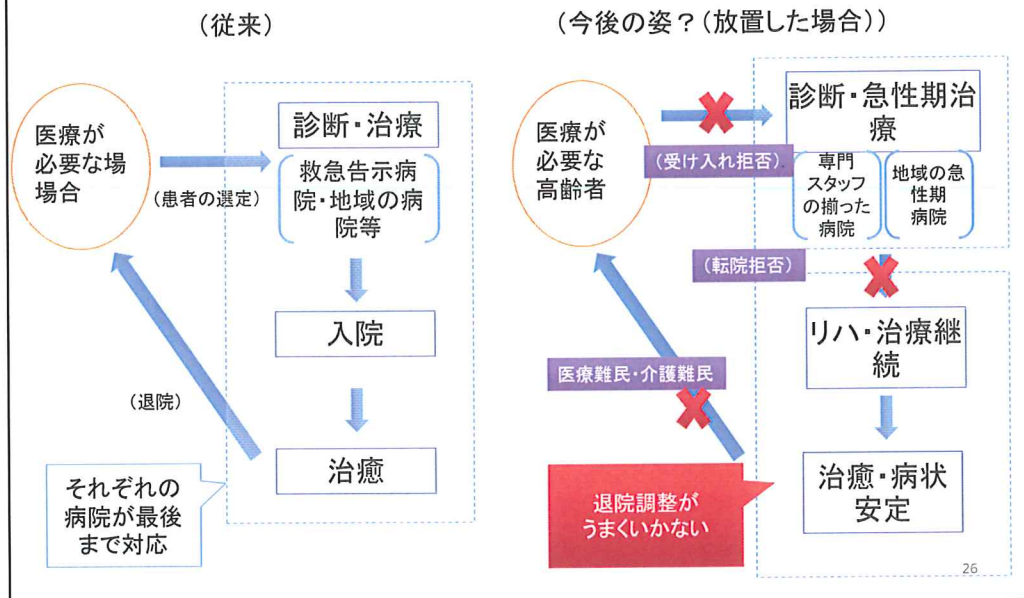 (従来)
医療が
必要な場
場合
(患者の選定)
診断・治療
救急告示病
院・地域の病
院等
入院
(退院)
治癒
それぞれの
病院が最後
まで対応
(今後の姿?(放置した場合))
医療が
必要な
高齢者
(受け入れ拒否)
診断・急性期治
療
専門
スタッフ
の揃った
病院
地域の急
性期
病院
(転院拒否)
リハ・治療継
続
医療難民・介護難民
治癒・病状
安定
退院調整が
うまくいかない
26